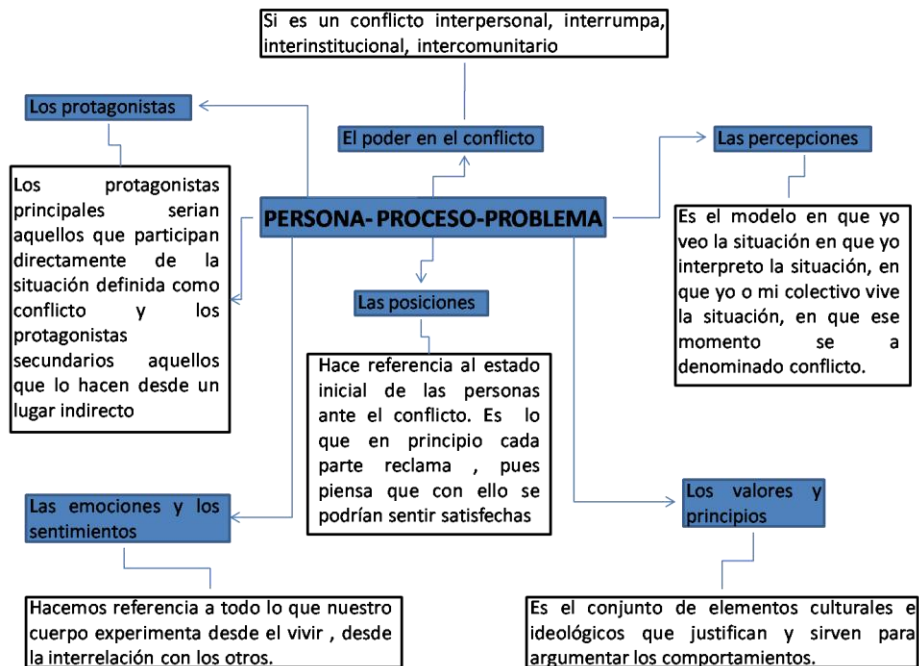 Si es un conflicto interpersonal, interrumpa,
interinstitucional, intercomunitario
Los protagonistas
El poder en el conflicto
Las percepciones
Los protagonistas
principales serian
aquellos que participan
directamente de la
situación definida como
conflicto y los
protagonistas
secundarios aquellos
que lo hacen desde un
lugar indirecto
PERSONA- PROCESO-PROBLEMA
Es el modelo en que yo
veo la situación en que yo
interpreto la situación, en
que yo o mi colectivo vive
la situación, en que ese
momento se a
denominado conflicto.
Las posiciones
Hace referencia al estado
inicial de las personas
ante el conflicto. Es lo
que en principio cada
parte reclama , pues
piensa que con ello se
podrían sentir satisfechas
Las emociones y los
sentimientos
Los valores y
principios
Hacemos referencia a todo lo que nuestro
cuerpo experimenta desde el vivir , desde
la interrelación con los otros.
Es el conjunto de elementos culturales e
ideológicos que justifican y sirven para
argumentar los comportamientos.